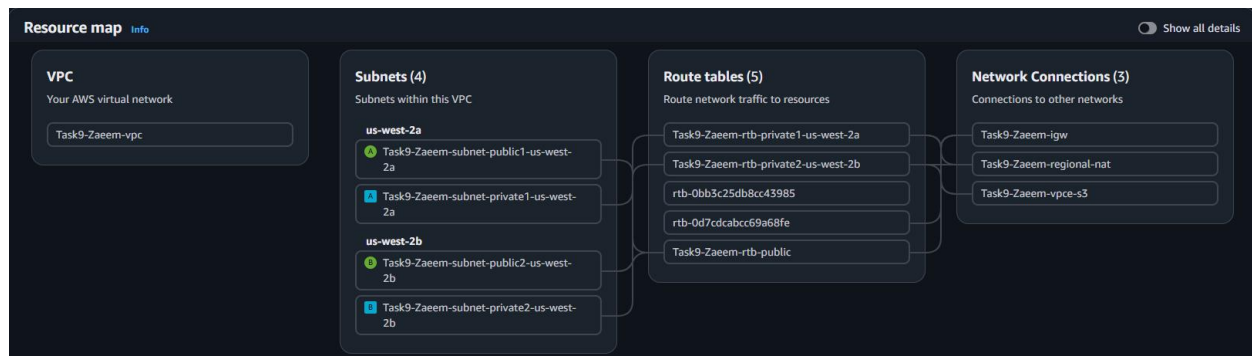 Resource map Info
Show all details
VPC
Your AWS virtual network
Task9-Zaeem-vpc
Subnets (4)
Subnets within this VPC
us-west-2a
A Task9-Zaeem-subnet-public1-us-west-
2a
A Task9-Zaeem-subnet-private1-us-west-
2a
us-west-2b
B Task9-Zaeem-subnet-public2-us-west-
2b
B Task9-Zaeem-subnet-private2-us-west-
2b
Route tables (5)
Route network traffic to resources
Task9-Zaeem-rtb-private1-us-west-2a
Task9-Zaeem-rtb-private2-us-west-2b
rtb-0bb3c25db8cc43985
rtb-0d7cdcabcc69a68fe
Task9-Zaeem-rtb-public
Network Connections (3)
Connections to other networks
Task9-Zaeem-igw
Task9-Zaeem-regional-nat
Task9-Zaeem-vpce-s3